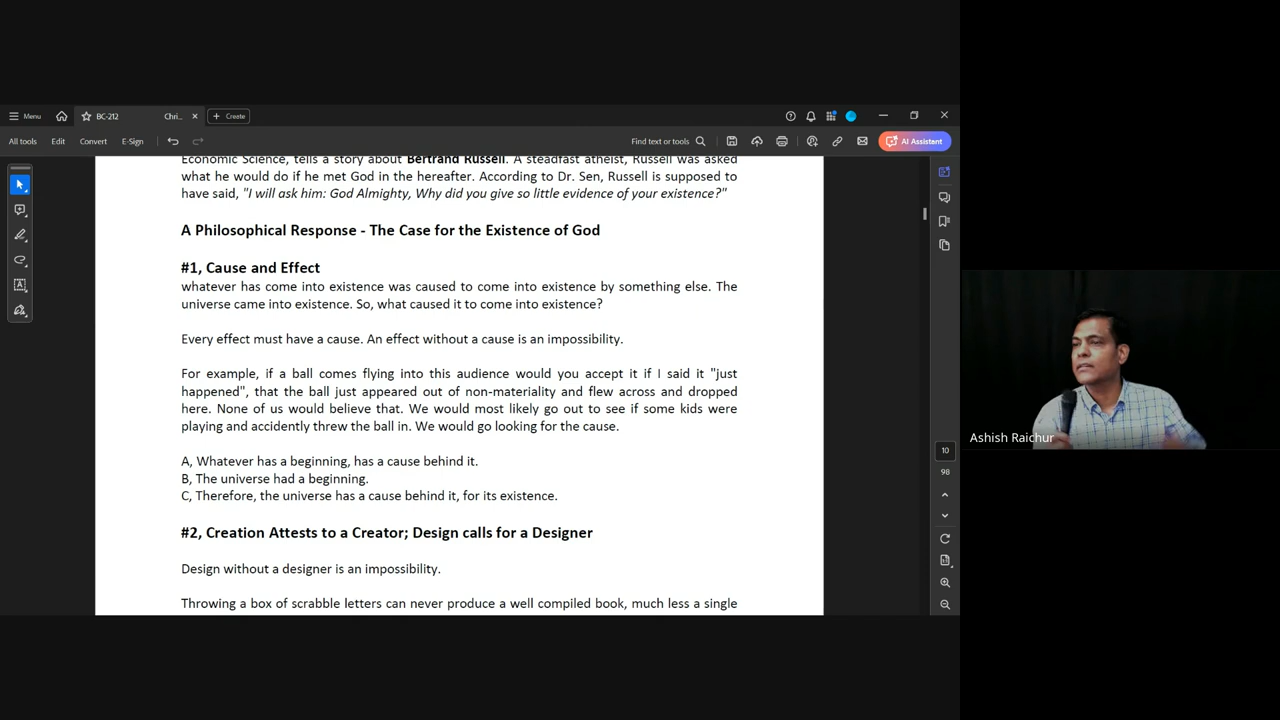 Menu
BC-212
Chri...
Create
All tools
Edit
Convert
E-Sign
Find text or tools
AI Assistant
Economic Science, tells a story about Bertrand Russell. A steadfast atheist, Russell was asked
what he would do if he met God in the hereafter. According to Dr. Sen, Russell is supposed to
have said, "I will ask him: God Almighty, Why did you give so little evidence of your existence?"
A Philosophical Response - The Case for the Existence of God
#1, Cause and Effect
whatever has come into existence was caused to come into existence by something else. The
universe came into existence. So, what caused it to come into existence?
Every effect must have a cause. An effect without a cause is an impossibility.
For example, if a ball comes flying into this audience would you accept it if I said it "just
happened", that the ball just appeared out of non-materiality and flew across and dropped
here. None of us would believe that. We would most likely go out to see if some kids were
playing and accidently threw the ball in. We would go looking for the cause.
A, Whatever has a beginning, has a cause behind it.
B, The universe had a beginning.
C, Therefore, the universe has a cause behind it, for its existence.
#2, Creation Attests to a Creator; Design calls for a Designer
Design without a designer is an impossibility.
Throwing a box of scrabble letters can never produce a well compiled book, much less a single
10
98
Ashish Raichur